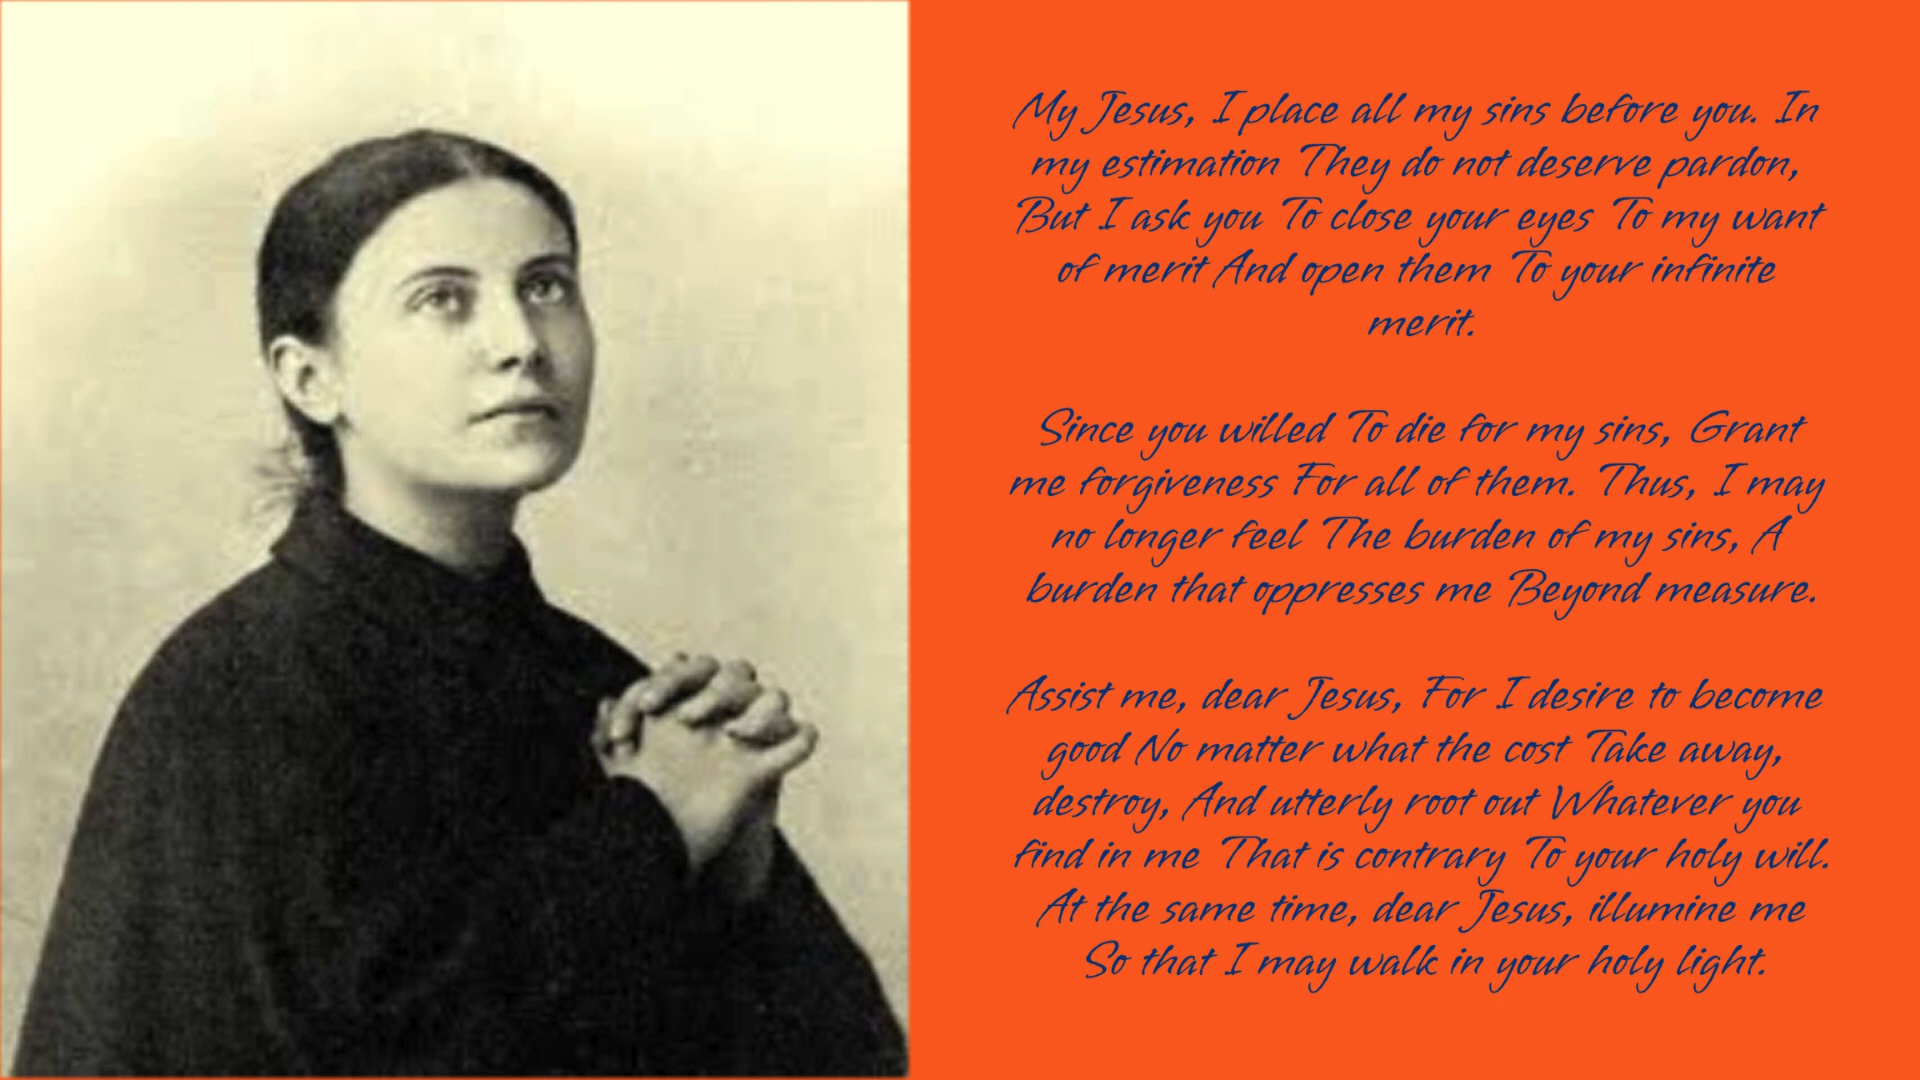 My Jesus, I place all my sins before you. In
my estimation They do not deserve pardon,
But I ask you To close your eyes To my want
of merit And open them To your infinite
merit.
Since you willed To die for my sins, Grant
me forgiveness For all of them. Thus, I may
no longer feel The burden of my sins, A
burden that oppresses me Beyond measure.
Assist me, dear Jesus, For I desire to become
good No matter what the cost Take away,
destroy, And utterly root out Whatever you
find in me That is contrary To your holy will.
At the same time, dear Jesus, illumine me
So that I may walk in your holy light.